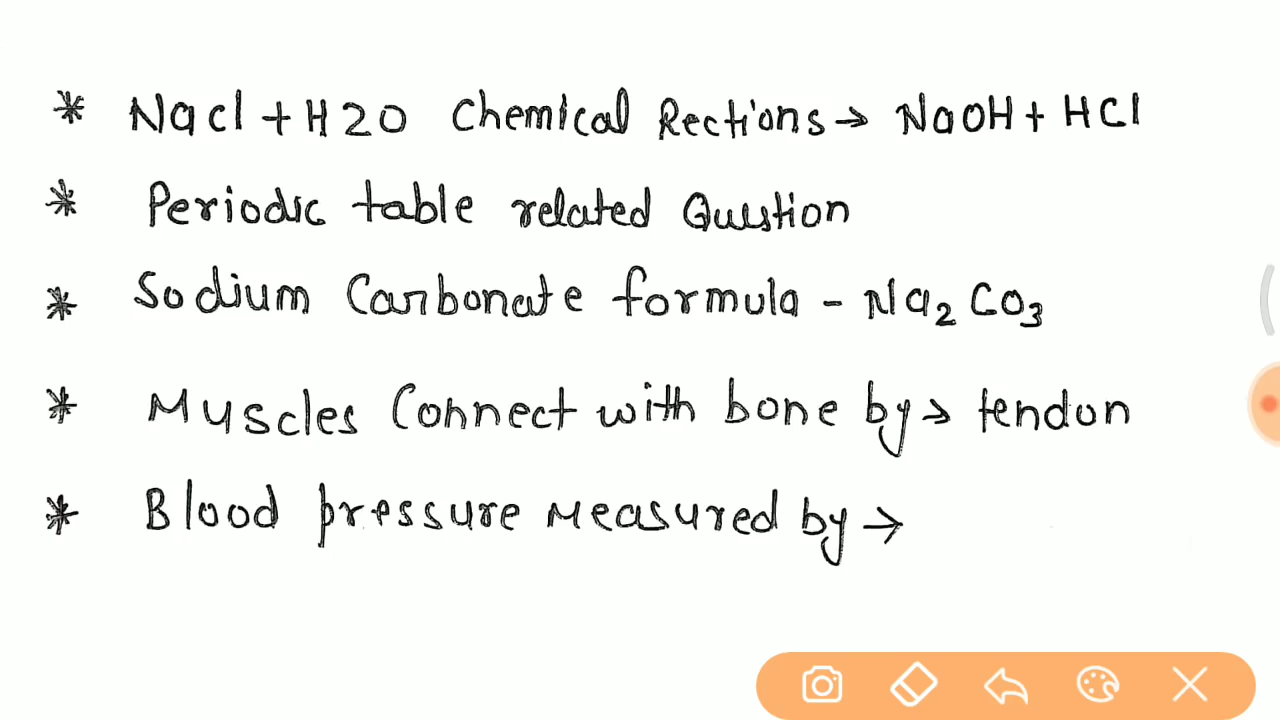 * Nacl + H2O Chemical Rections → NaOH + HCl
* Periodic table related Question
* Sodium Carbonate formula - Na₂CO₃
* Muscles Connect with bone by → tendon
* Blood pressure measured by →